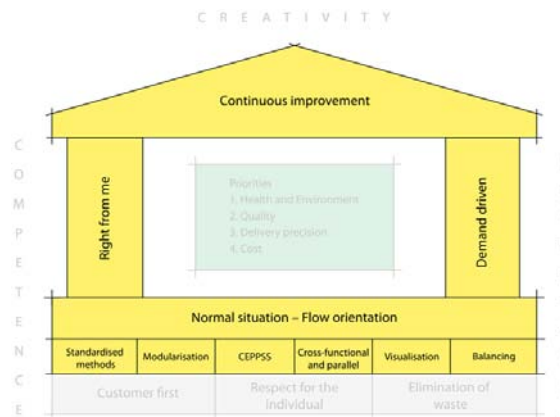 CREATIVITY
Continuous improvement
COMPETENCE
Right from me
Priorities
1. Health and Environment
2. Quality
3. Delivery precision
4. Cost
Demand driven
Normal situation – Flow orientation
Standardised
methods
Modularisation
CEPPSS
Cross-functional
and parallel
Visualisation
Balancing
Customer first
Respect for the
individual
Elimination of
waste